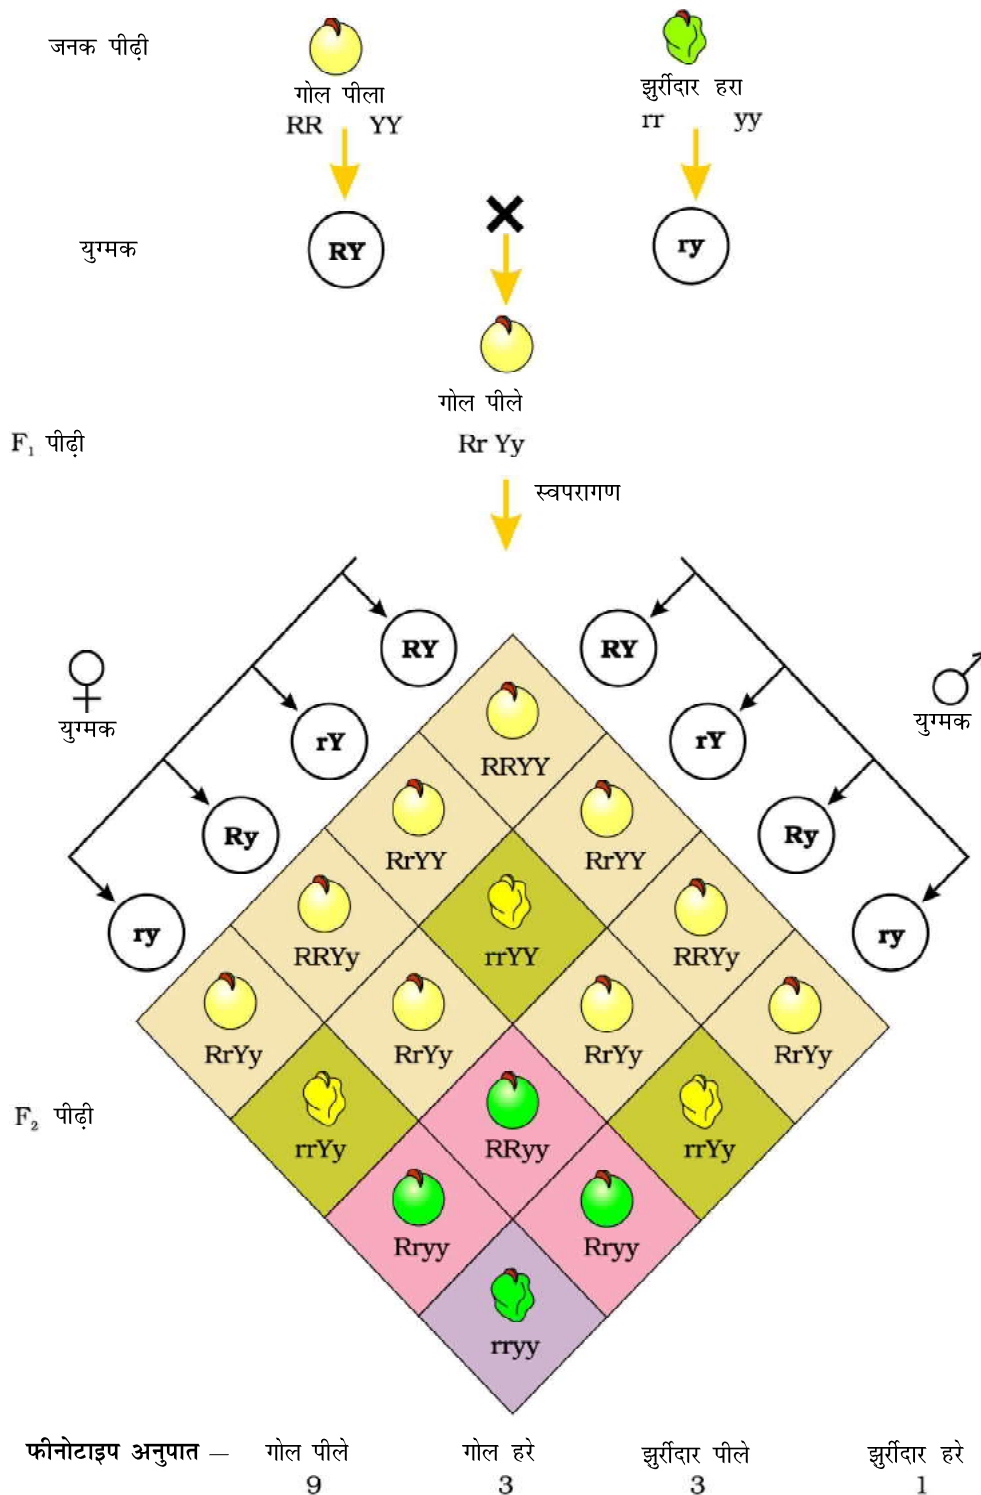 जनक पीढ़ी
गोल पीला
झुर्रीदार हरा
RR YY
rr yy
युग्मक
RY
ry
गोल पीले
F₁ पीढ़ी
Rr Yy
स्वपरागण
RY
RY
♀
युग्मक
♂
युग्मक
rY
rY
RRYY
Ry
Ry
RrYY
RrYY
ry
ry
RRYy
rrYY
RRYy
RrYy
RrYy
RrYy
RrYy
F₂ पीढ़ी
rrYy
RRyy
rrYy
Rryy
Rryy
rryy
फीनोटाइप अनुपात — गोल पीले गोल हरे झुर्रीदार पीले झुर्रीदार हरे
9 3 3 1